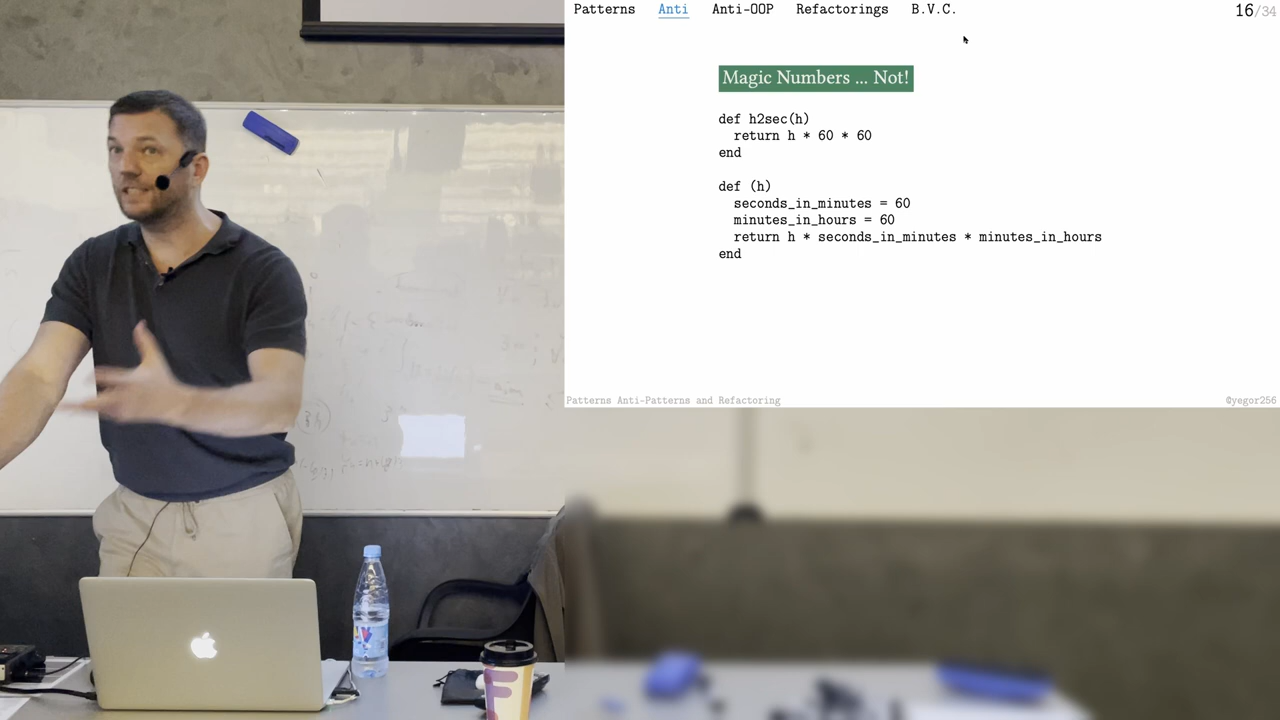 Patterns Anti Anti-OOP Refactorings B.V.C. 16/34
Magic Numbers ... Not!
def h2sec(h)
return h * 60 * 60
end
def (h)
seconds_in_minutes = 60
minutes_in_hours = 60
return h * seconds_in_minutes * minutes_in_hours
end
Patterns Anti-Patterns and Refactoring @yegor256